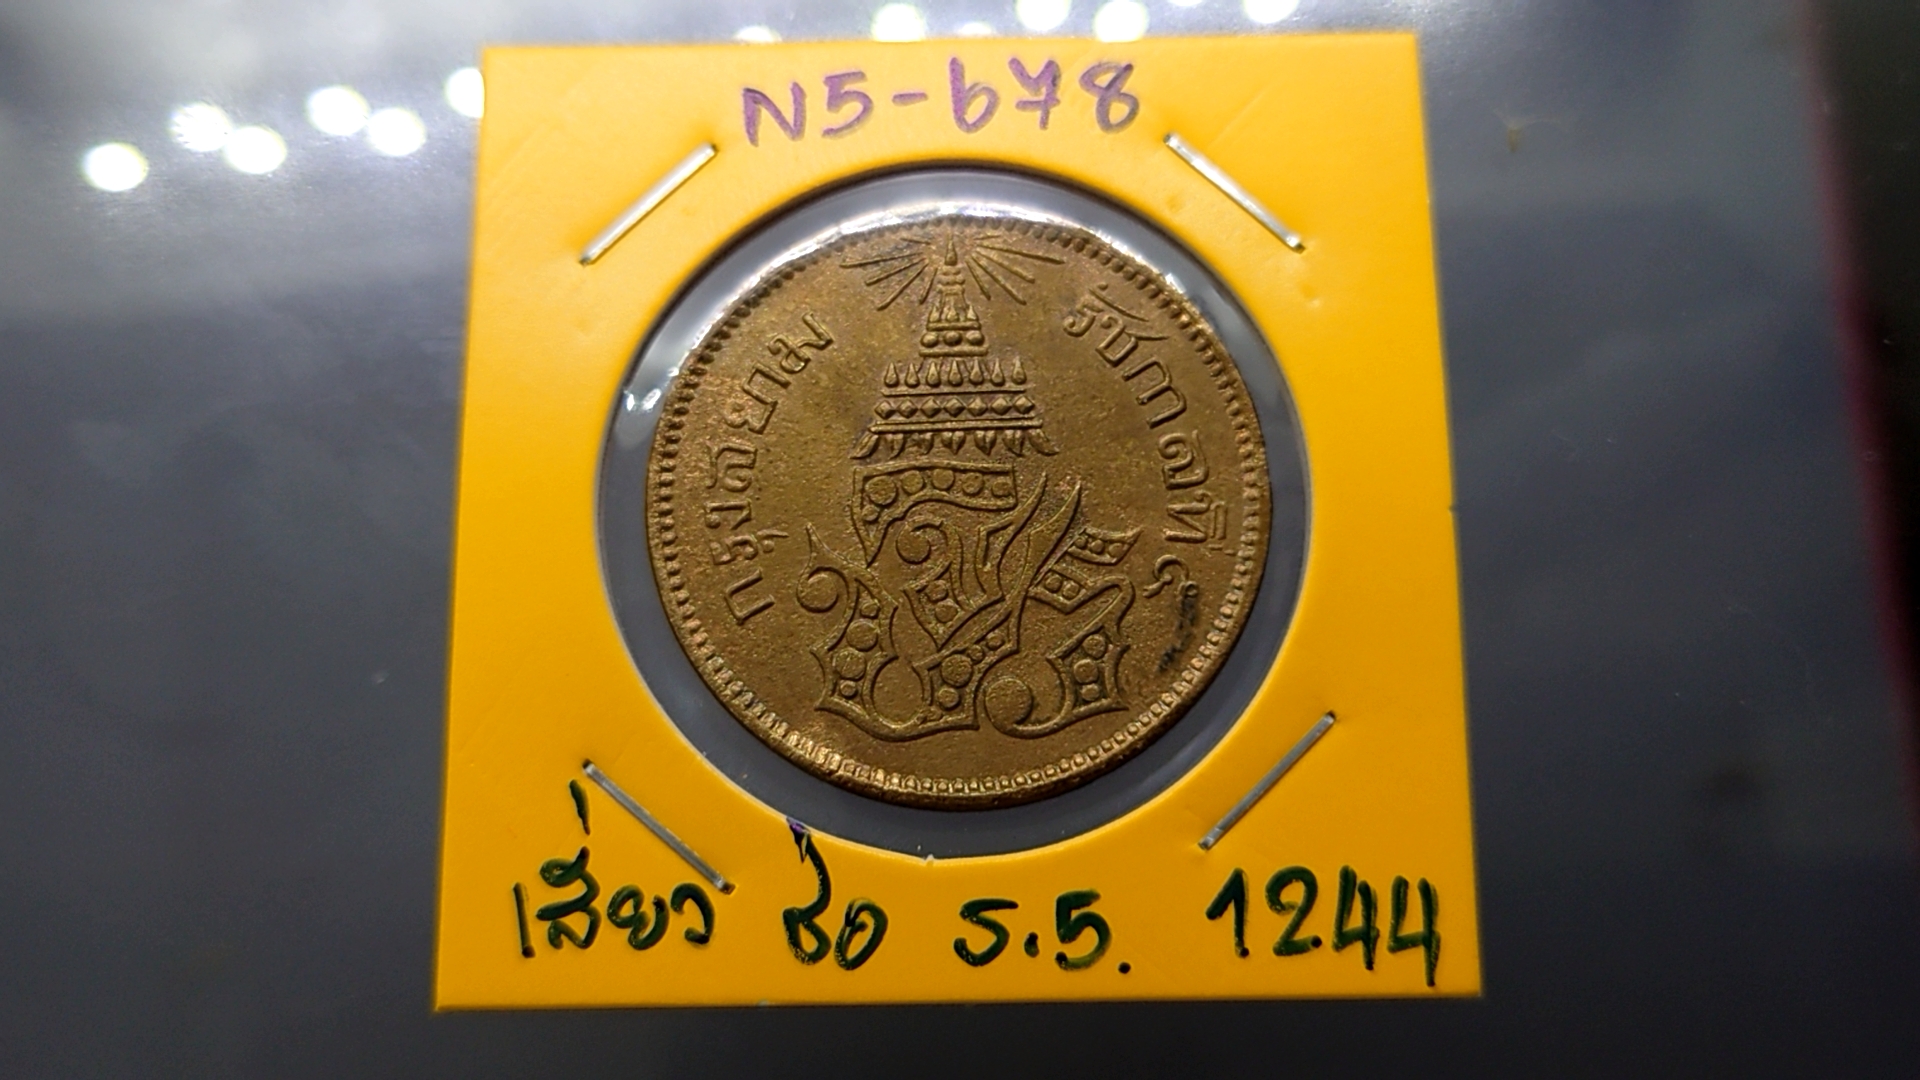 N5-678
กรุงสยาม
รัชกาลที่ ๕
เสี่ยว ช่อ ร.5. 1244